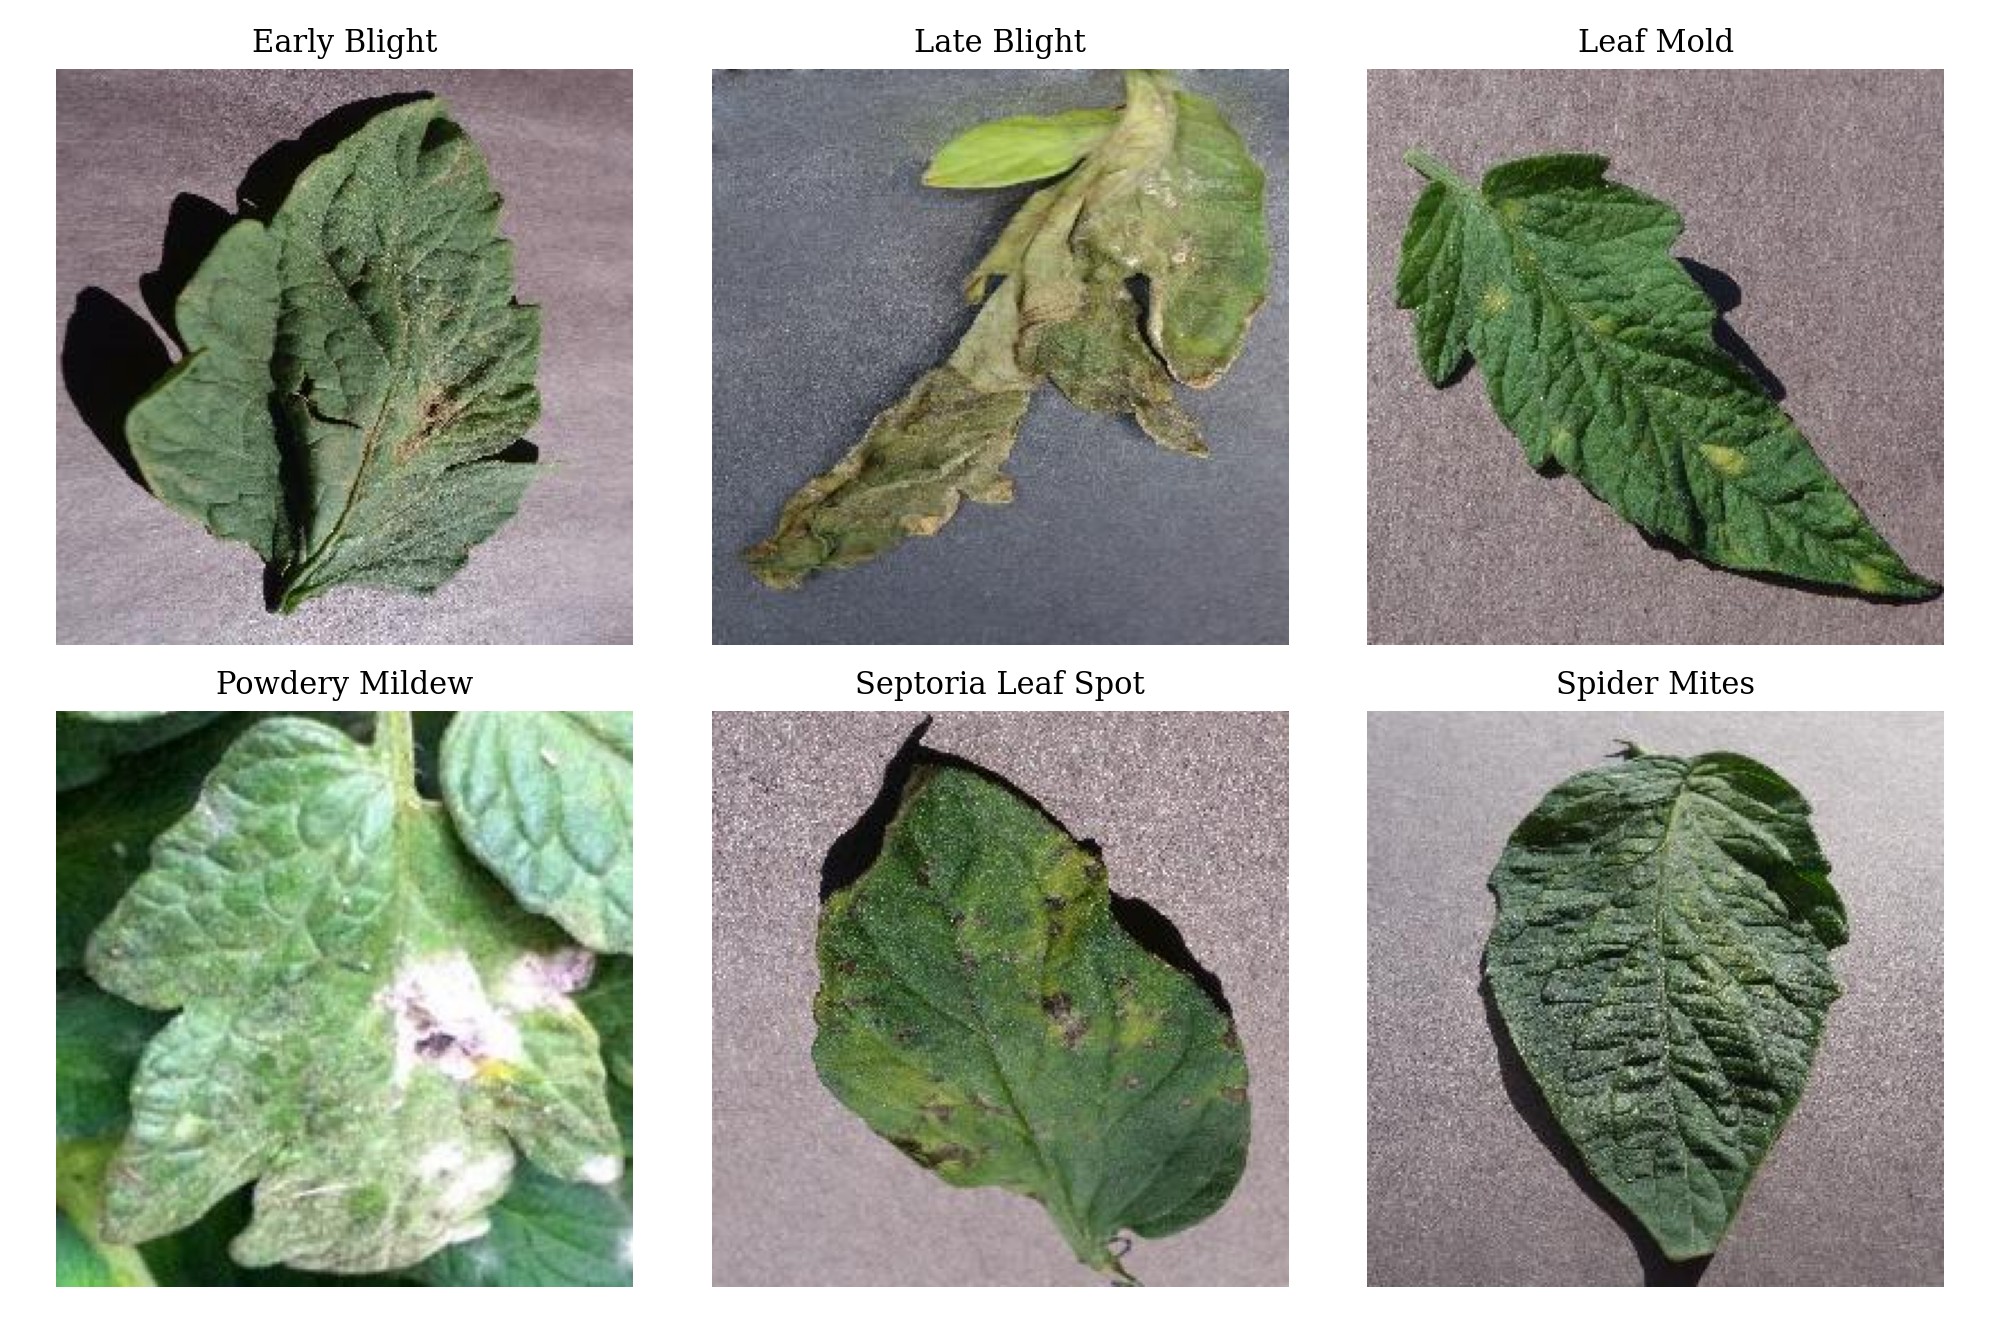 Early Blight
Late Blight
Leaf Mold
Powdery Mildew
Septoria Leaf Spot
Spider Mites